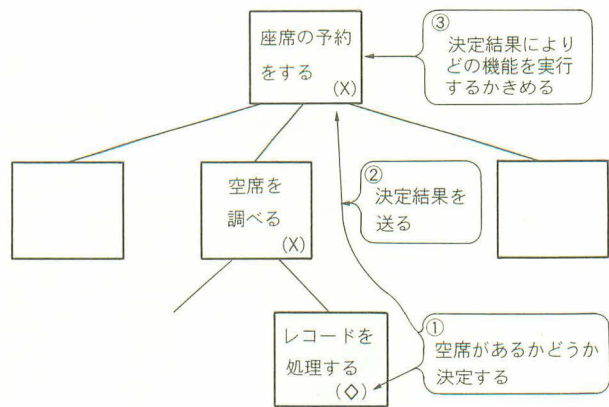 座席の予約
をする
(X)
③
決定結果により
どの機能を実行
するかきめる
空席を
調べる
(X)
②
決定結果を
送る
レコードを
処理する
(◇)
①
空席があるかどうか
決定する